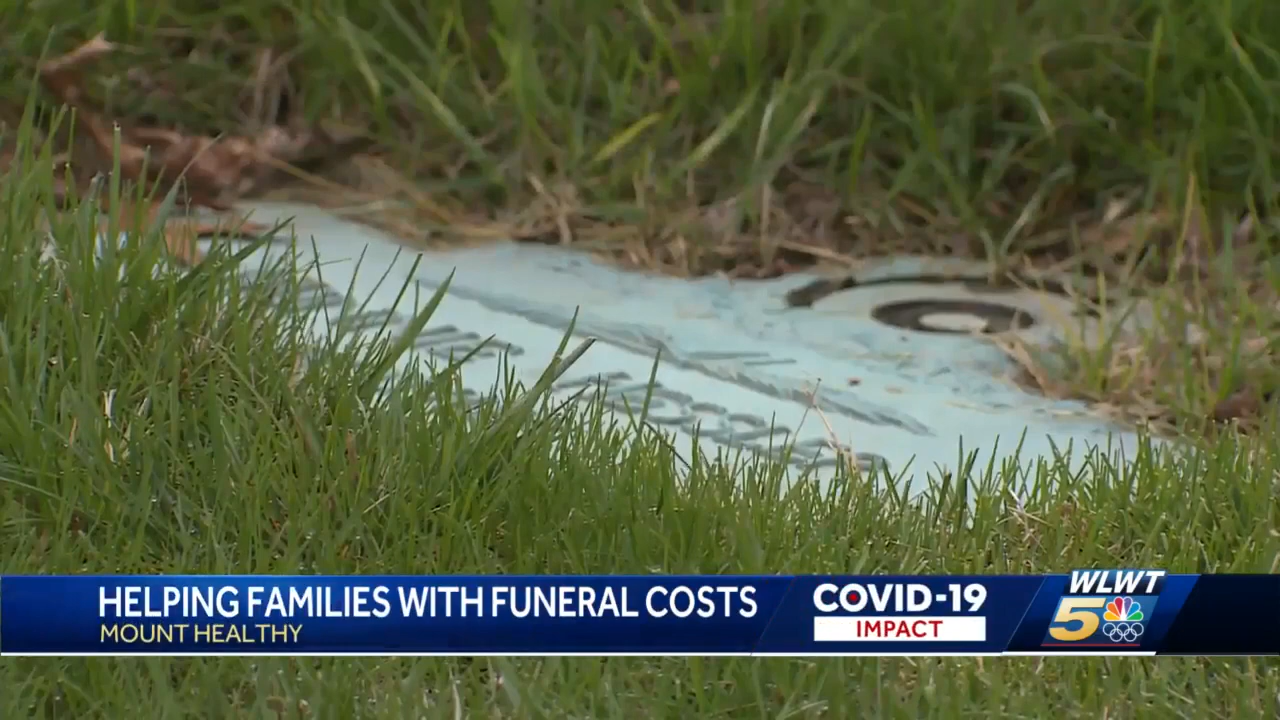 HELPING FAMILIES WITH FUNERAL COSTS
MOUNT HEALTHY
COVID-19
IMPACT
WLWT
5